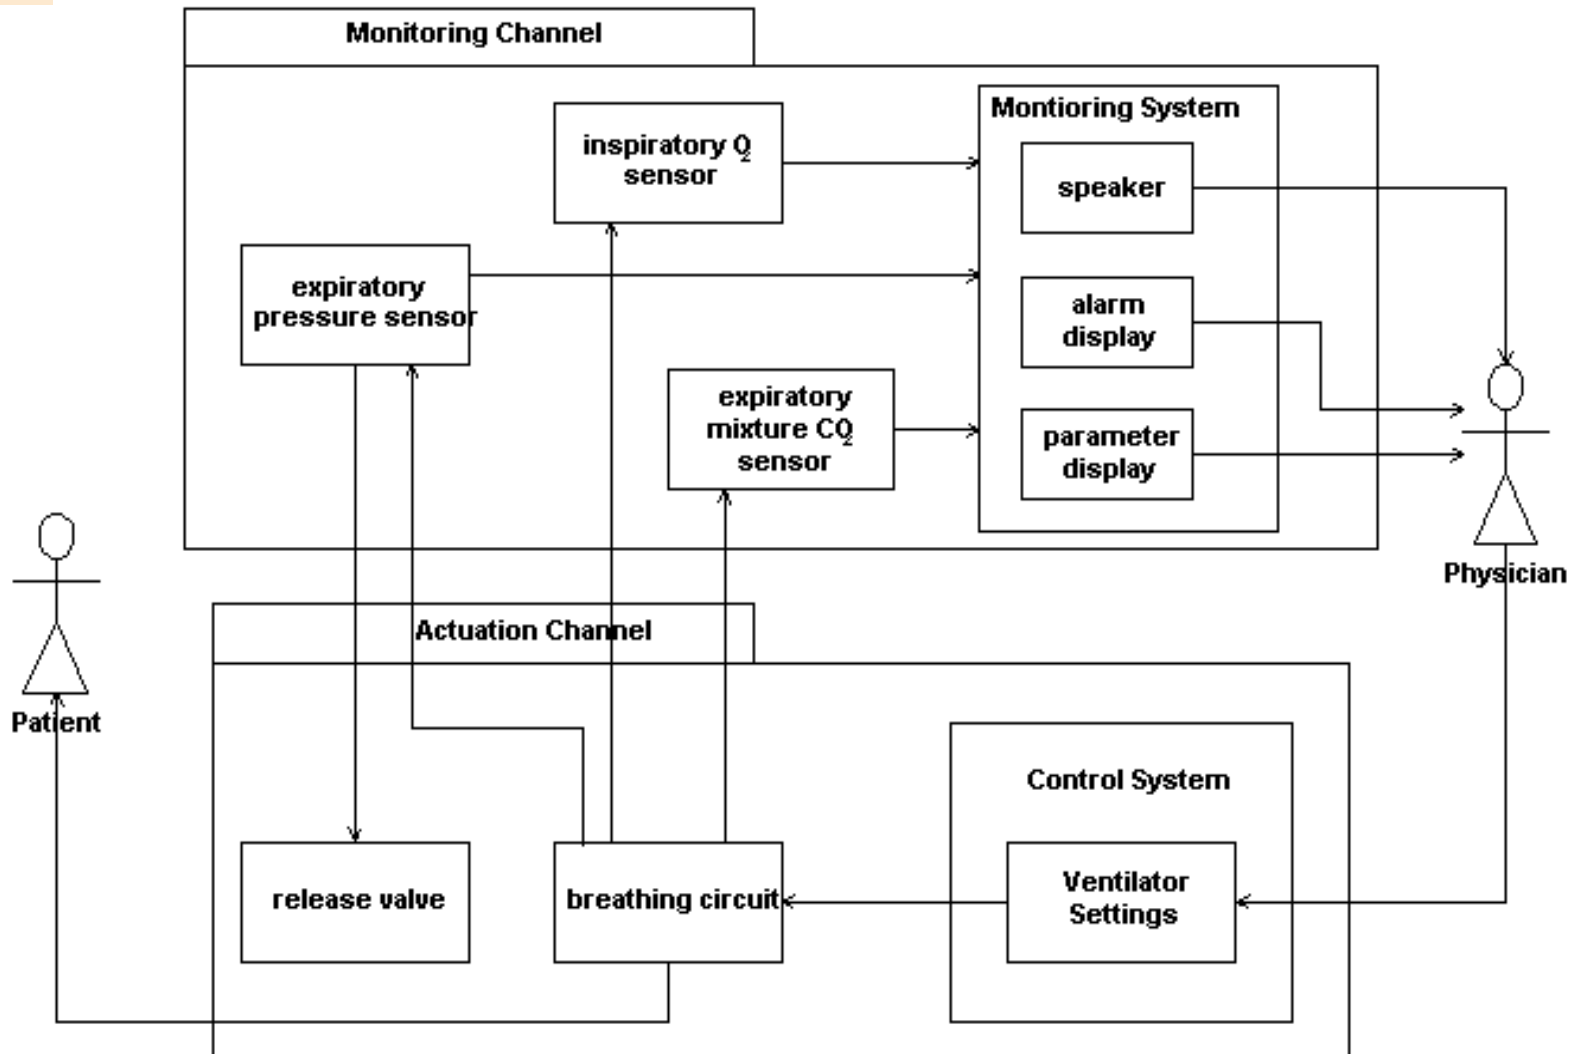 Monitoring Channel
inspiratory O2
sensor
Montioring System
speaker
expiratory
pressure sensor
alarm
display
expiratory
mixture CO2
sensor
parameter
display
Physician
Patient
Actuation Channel
Control System
release valve
breathing circuit
Ventilator
Settings